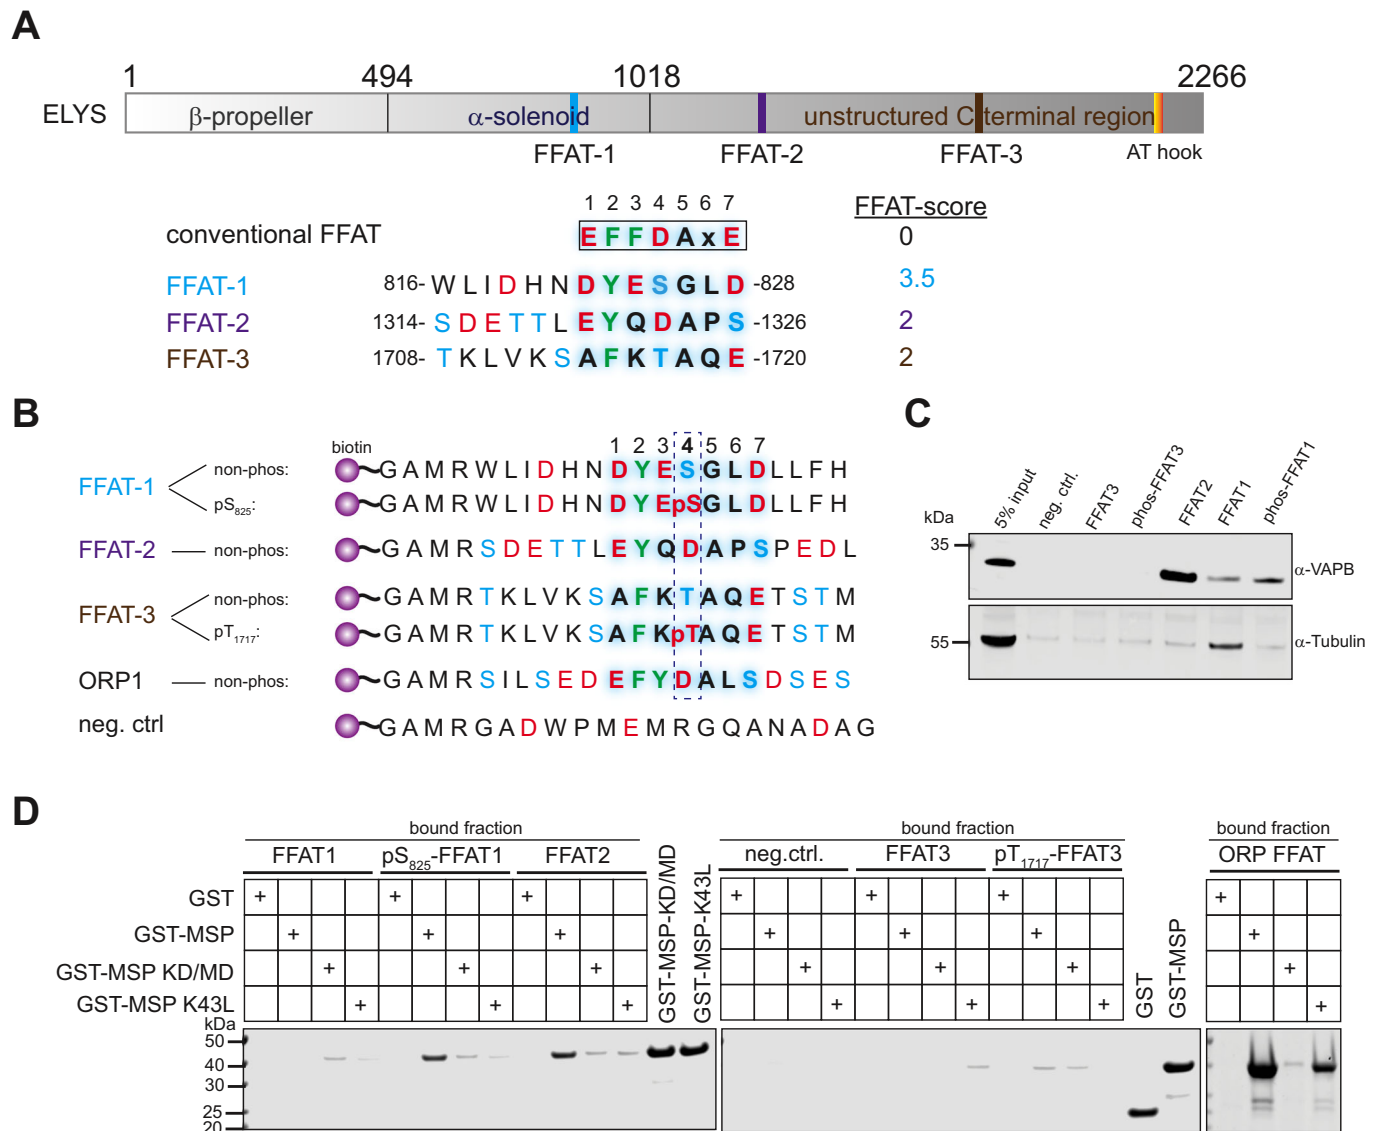 A
1 494 1018 2266
ELYS β-propeller α-solenoid unstructured C-terminal region
FFAT-1 FFAT-2 FFAT-3 AT hook
1 2 3 4 5 6 7 FFAT-score
conventional FFAT E F F D A x E 0
FFAT-1 816- W L I D H N D Y E S G L D -828 3.5
FFAT-2 1314- S D E T T L E Y Q D A P S -1326 2
FFAT-3 1708- T K L V K S A F K T A Q E -1720 2
B
biotin 1 2 3 4 5 6 7
FFAT-1
non-phos: G A M R W L I D H N D Y E S G L D L L F H
pS825: G A M R W L I D H N D Y E pS G L D L L F H
FFAT-2 non-phos: G A M R S D E T T L E Y Q D A P S P E D L
FFAT-3
non-phos: G A M R T K L V K S A F K T A Q E T S T M
pT1717: G A M R T K L V K S A F K pT A Q E T S T M
ORP1 non-phos: G A M R S I L S E D E F Y D A L S D S E S
neg. ctrl G A M R G A D W P M E M R G Q A N A D A G
C
kDa 5% input neg. ctrl. FFAT3 phos-FFAT3 FFAT2 FFAT1 phos-FFAT1
35 α-VAPB
55 α-Tubulin
D
bound fraction bound fraction bound fraction
FFAT1 pS825-FFAT1 FFAT2 GST-MSP-KD/MD GST-MSP-K43L neg.ctrl. FFAT3 pT1717-FFAT3 GST GST-MSP ORP FFAT
GST + + + + + + +
GST-MSP + + + + + + +
GST-MSP KD/MD + + + + + + +
GST-MSP K43L + + + + + + +
kDa
50
40
30
25
20